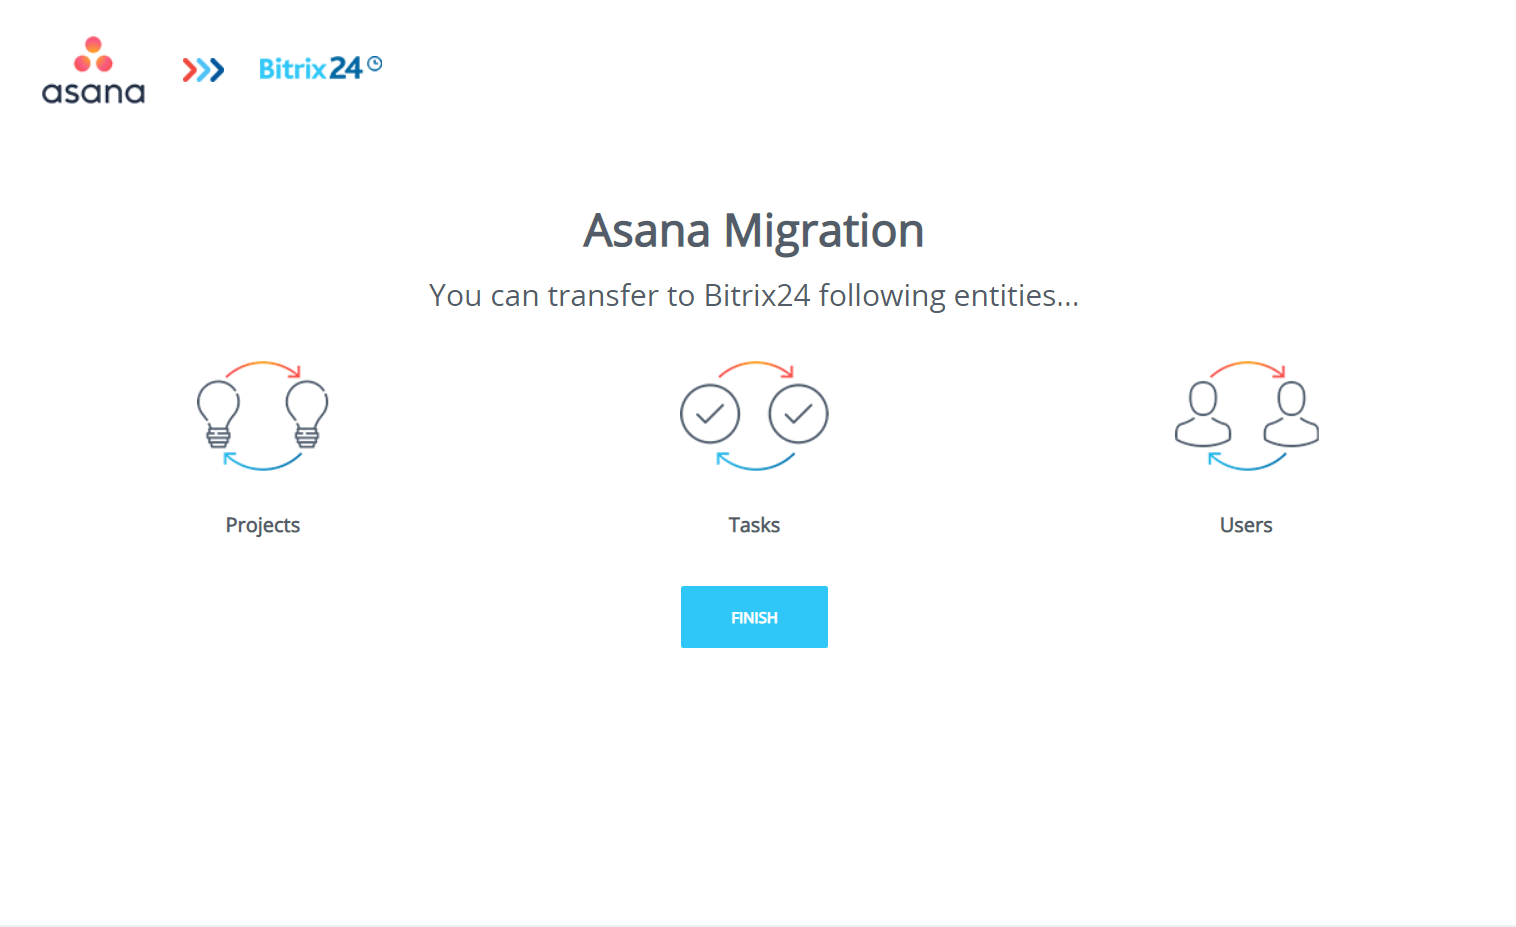 asana
Bitrix24
Asana Migration
You can transfer to Bitrix24 following entities...
Projects
Tasks
Users
FINISH